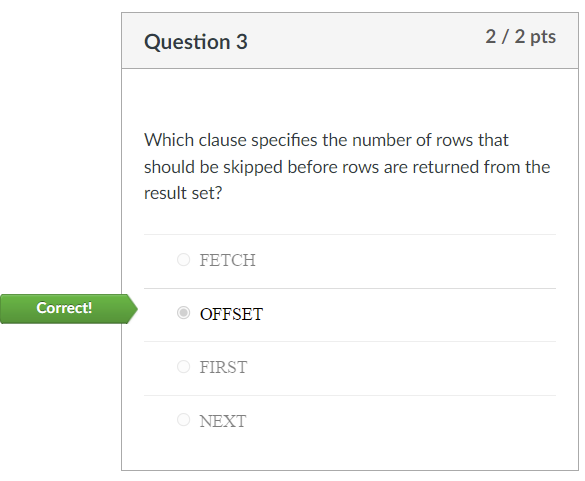 Question 3
2 / 2 pts
Which clause specifies the number of rows that
should be skipped before rows are returned from the
result set?
FETCH
Correct!
OFFSET
FIRST
NEXT